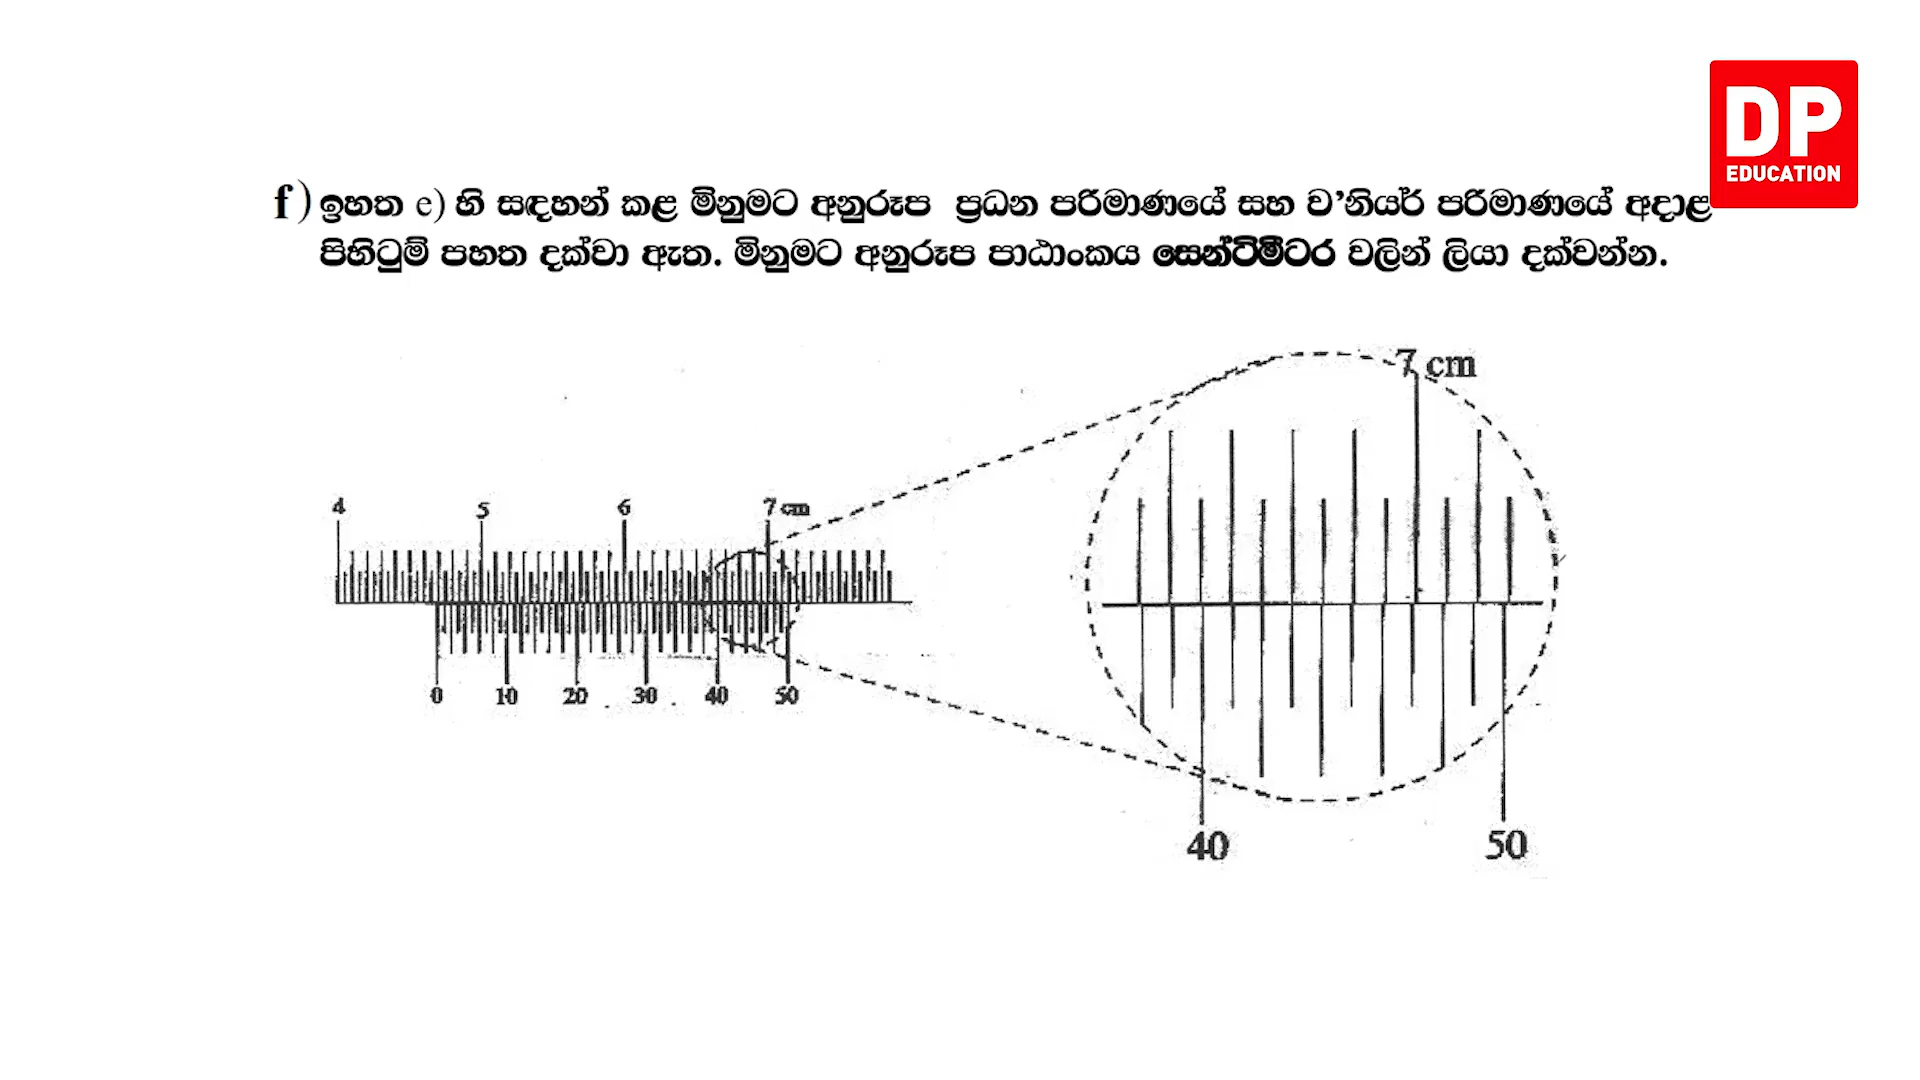 DP
EDUCATION
f) ඉහත e) හි සඳහන් කළ මිනුමට අනුරූප ප්‍රධන පරිමාණයේ සහ ව'නියර් පරිමාණයේ අදාළ
පිහිටුම් පහත දක්වා ඇත. මිනුමට අනුරූප පාඨාංකය සෙන්ටිමීටර වලින් ලියා දක්වන්න.
7 cm
4 5 6 7 cm
0 10 20 30 40 50
40 50